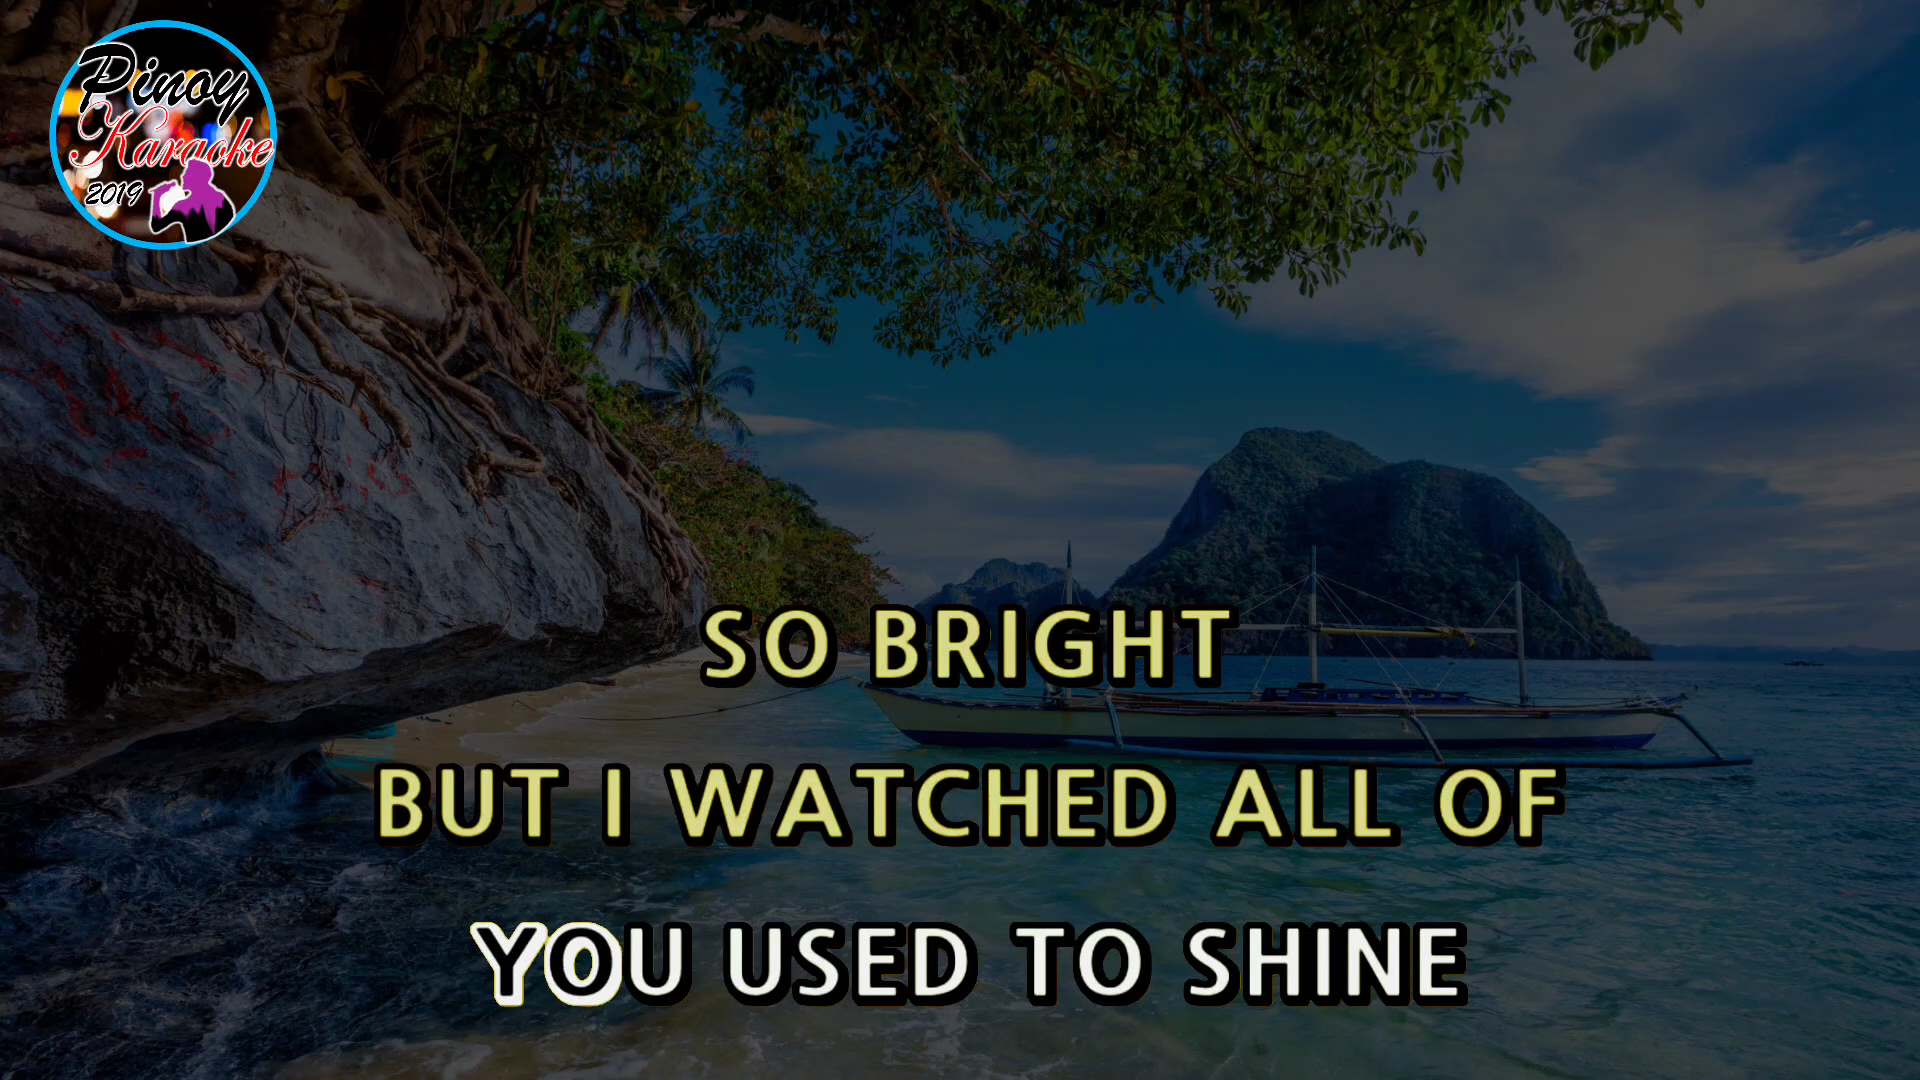 Pinoy
Karaoke
2019
SO BRIGHT
BUT I WATCHED ALL OF
YOU USED TO SHINE